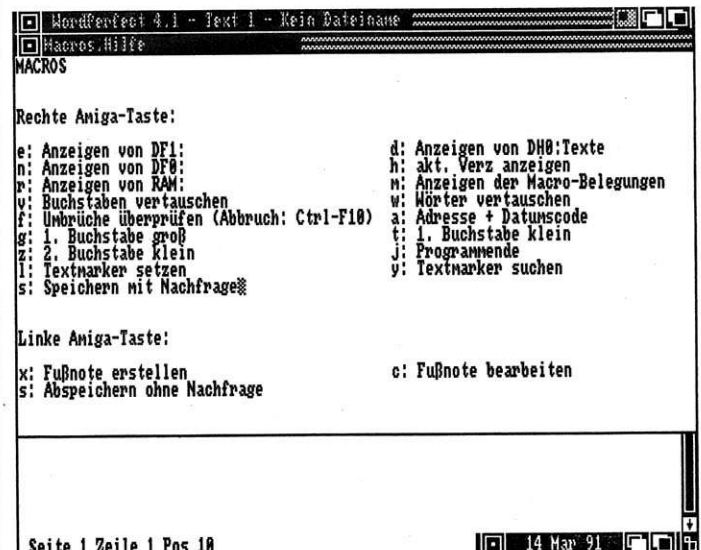 WordPerfect 4.1 - Text 1 - Kein Dateiname
Macros.Hilfe
MACROS
Rechte Amiga-Taste:
e: Anzeigen von DF1:
n: Anzeigen von DF0:
r: Anzeigen von RAM:
v: Buchstaben vertauschen
f: Umbrüche überprüfen (Abbruch: Ctrl-F10)
g: 1. Buchstabe groß
z: 2. Buchstabe klein
l: Textmarker setzen
s: Speichern mit Nachfrage
d: Anzeigen von DH0:Texte
h: akt. Verz anzeigen
m: Anzeigen der Macro-Belegungen
w: Wörter vertauschen
a: Adresse + Datumscode
t: 1. Buchstabe klein
j: Programmende
y: Textmarker suchen
Linke Amiga-Taste:
x: Fußnote erstellen
s: Abspeichern ohne Nachfrage
c: Fußnote bearbeiten
Seite 1 Zeile 1 Pos 10
14 Mar 91